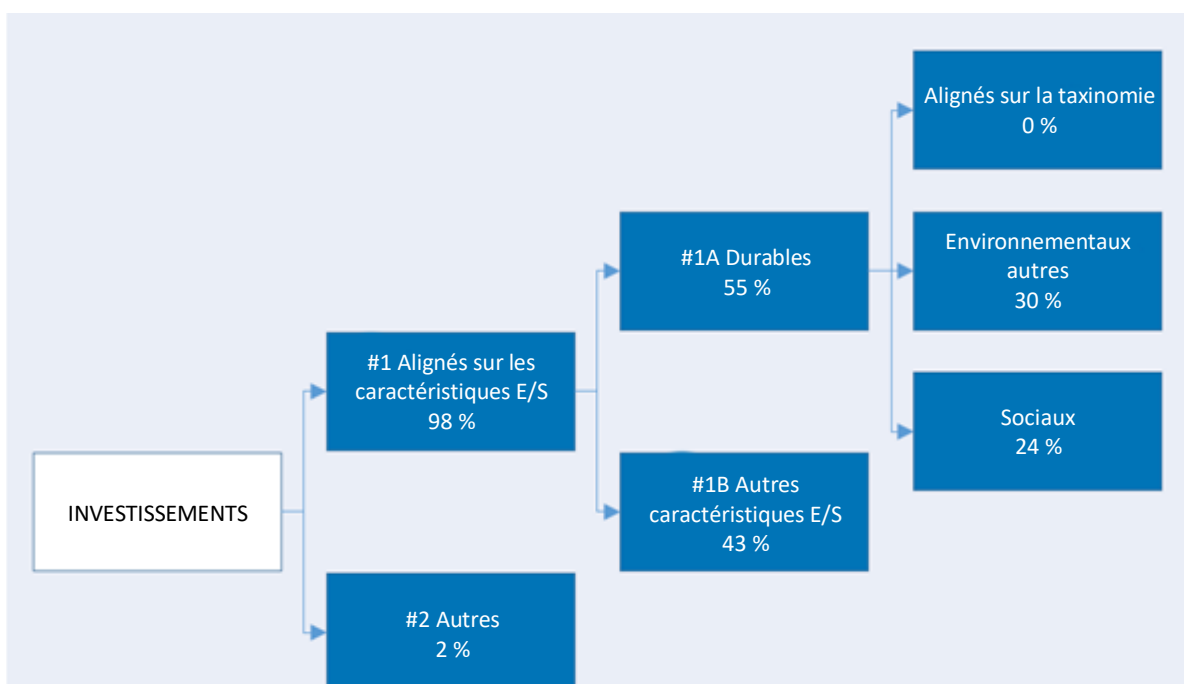 Alignés sur la taxinomie
0 %
#1A Durables
55 %
Environnementaux
autres
30 %
#1 Alignés sur les
caractéristiques E/S
98 %
Sociaux
24 %
INVESTISSEMENTS
#1B Autres
caractéristiques E/S
43 %
#2 Autres
2 %